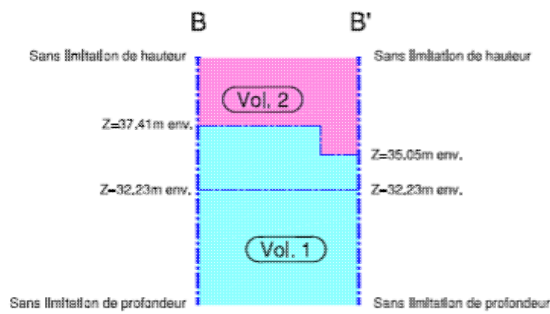 B B'
Sans limitation de hauteur Sans limitation de hauteur
Vol. 2
Z=37.41m env.
Z=35.05m env.
Z=32.23m env. Z=32.23m env.
Vol. 1
Sans limitation de profondeur Sans limitation de profondeur